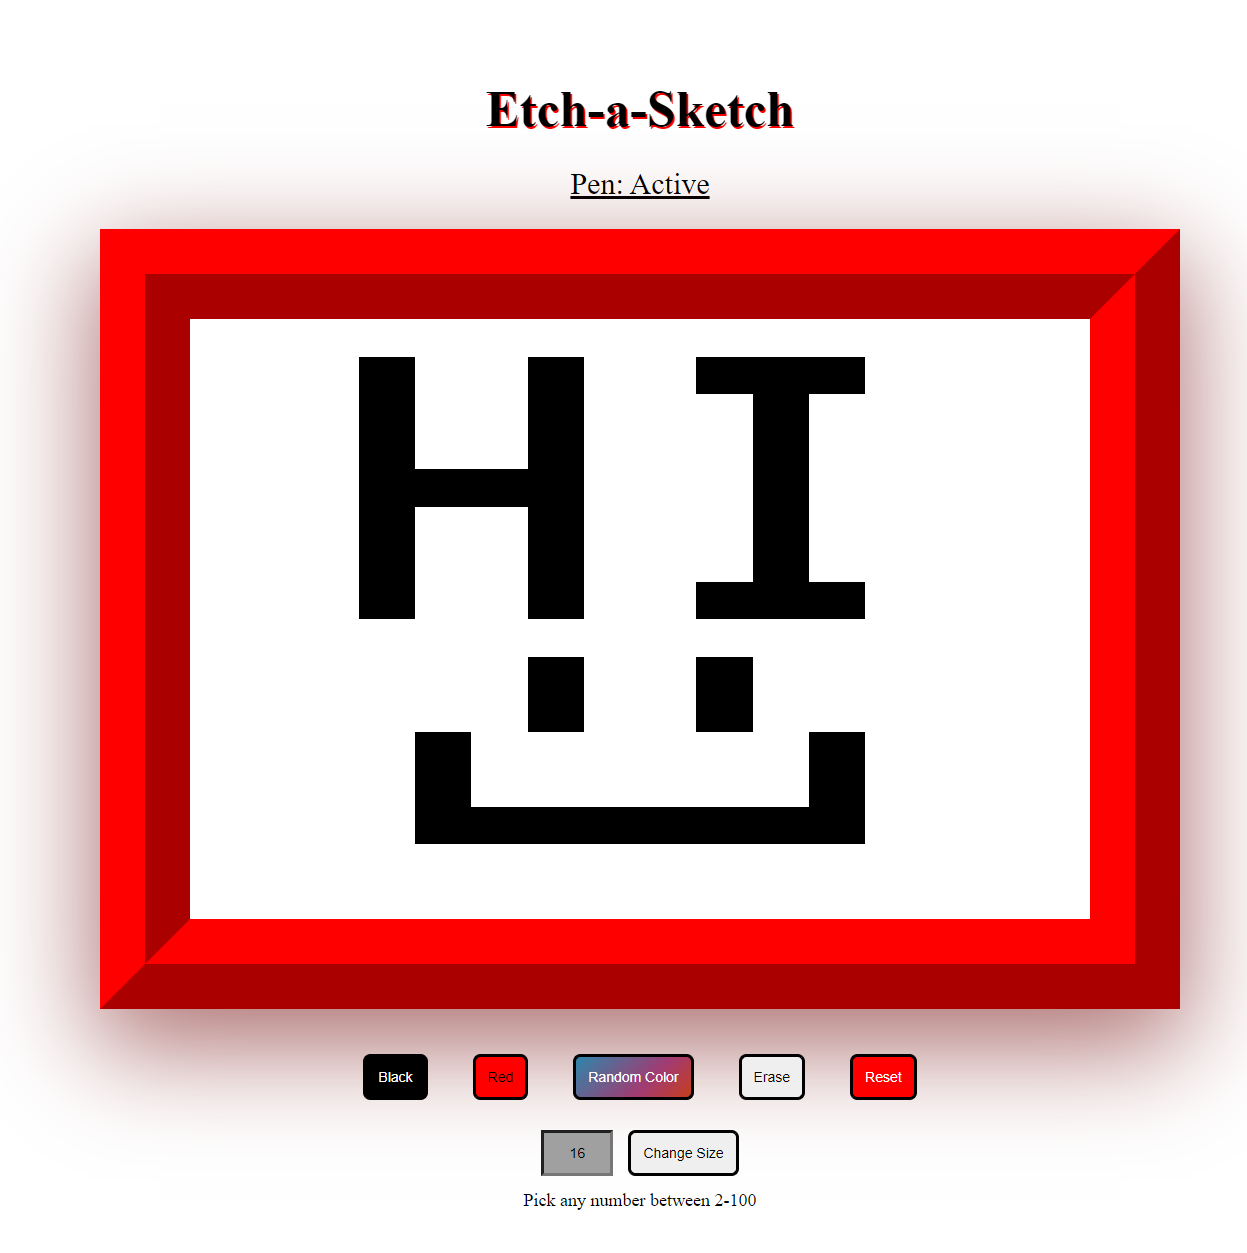 Etch-a-Sketch
Pen: Active
HI
Black Red Random Color Erase Reset
16 Change Size
Pick any number between 2-100